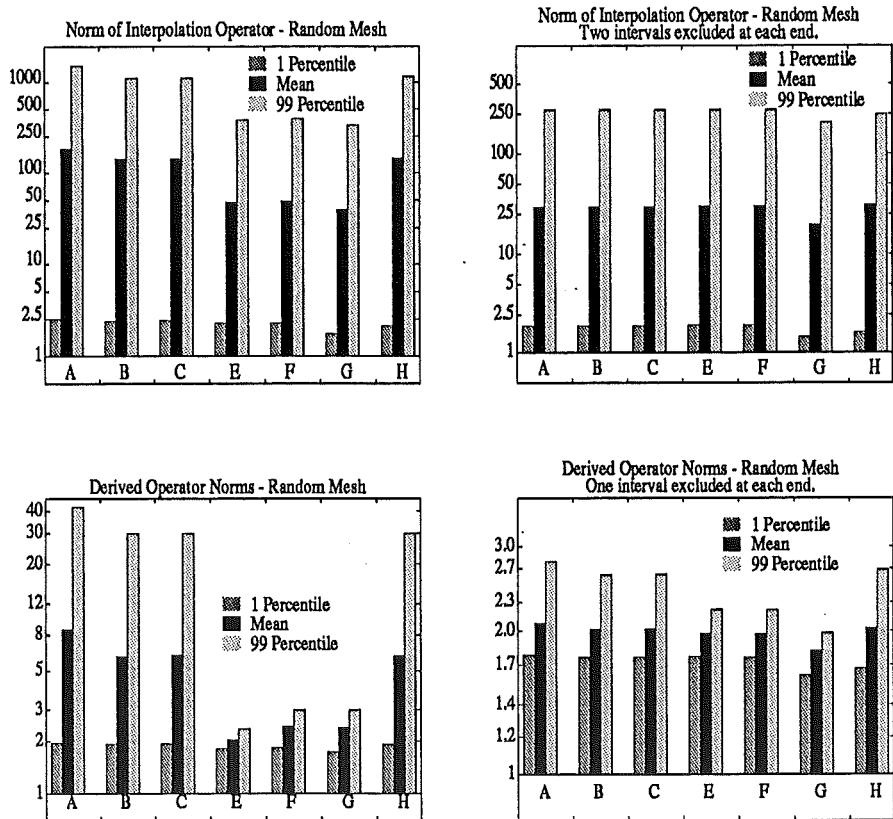 Norm of Interpolation Operator - Random Mesh
1 Percentile
Mean
99 Percentile
1000
500
250
100
50
25
10
5
2.5
1
A B C E F G H
Norm of Interpolation Operator - Random Mesh
Two intervals excluded at each end.
1 Percentile
Mean
99 Percentile
500
250
100
50
25
10
5
2.5
1
A B C E F G H
Derived Operator Norms - Random Mesh
40
30
20
12
8
5
3
2
1
1 Percentile
Mean
99 Percentile
A B C E F G H
Derived Operator Norms - Random Mesh
One interval excluded at each end.
1 Percentile
Mean
99 Percentile
3.0
2.7
2.3
2.0
1.7
1.4
1.2
1
A B C E F G H